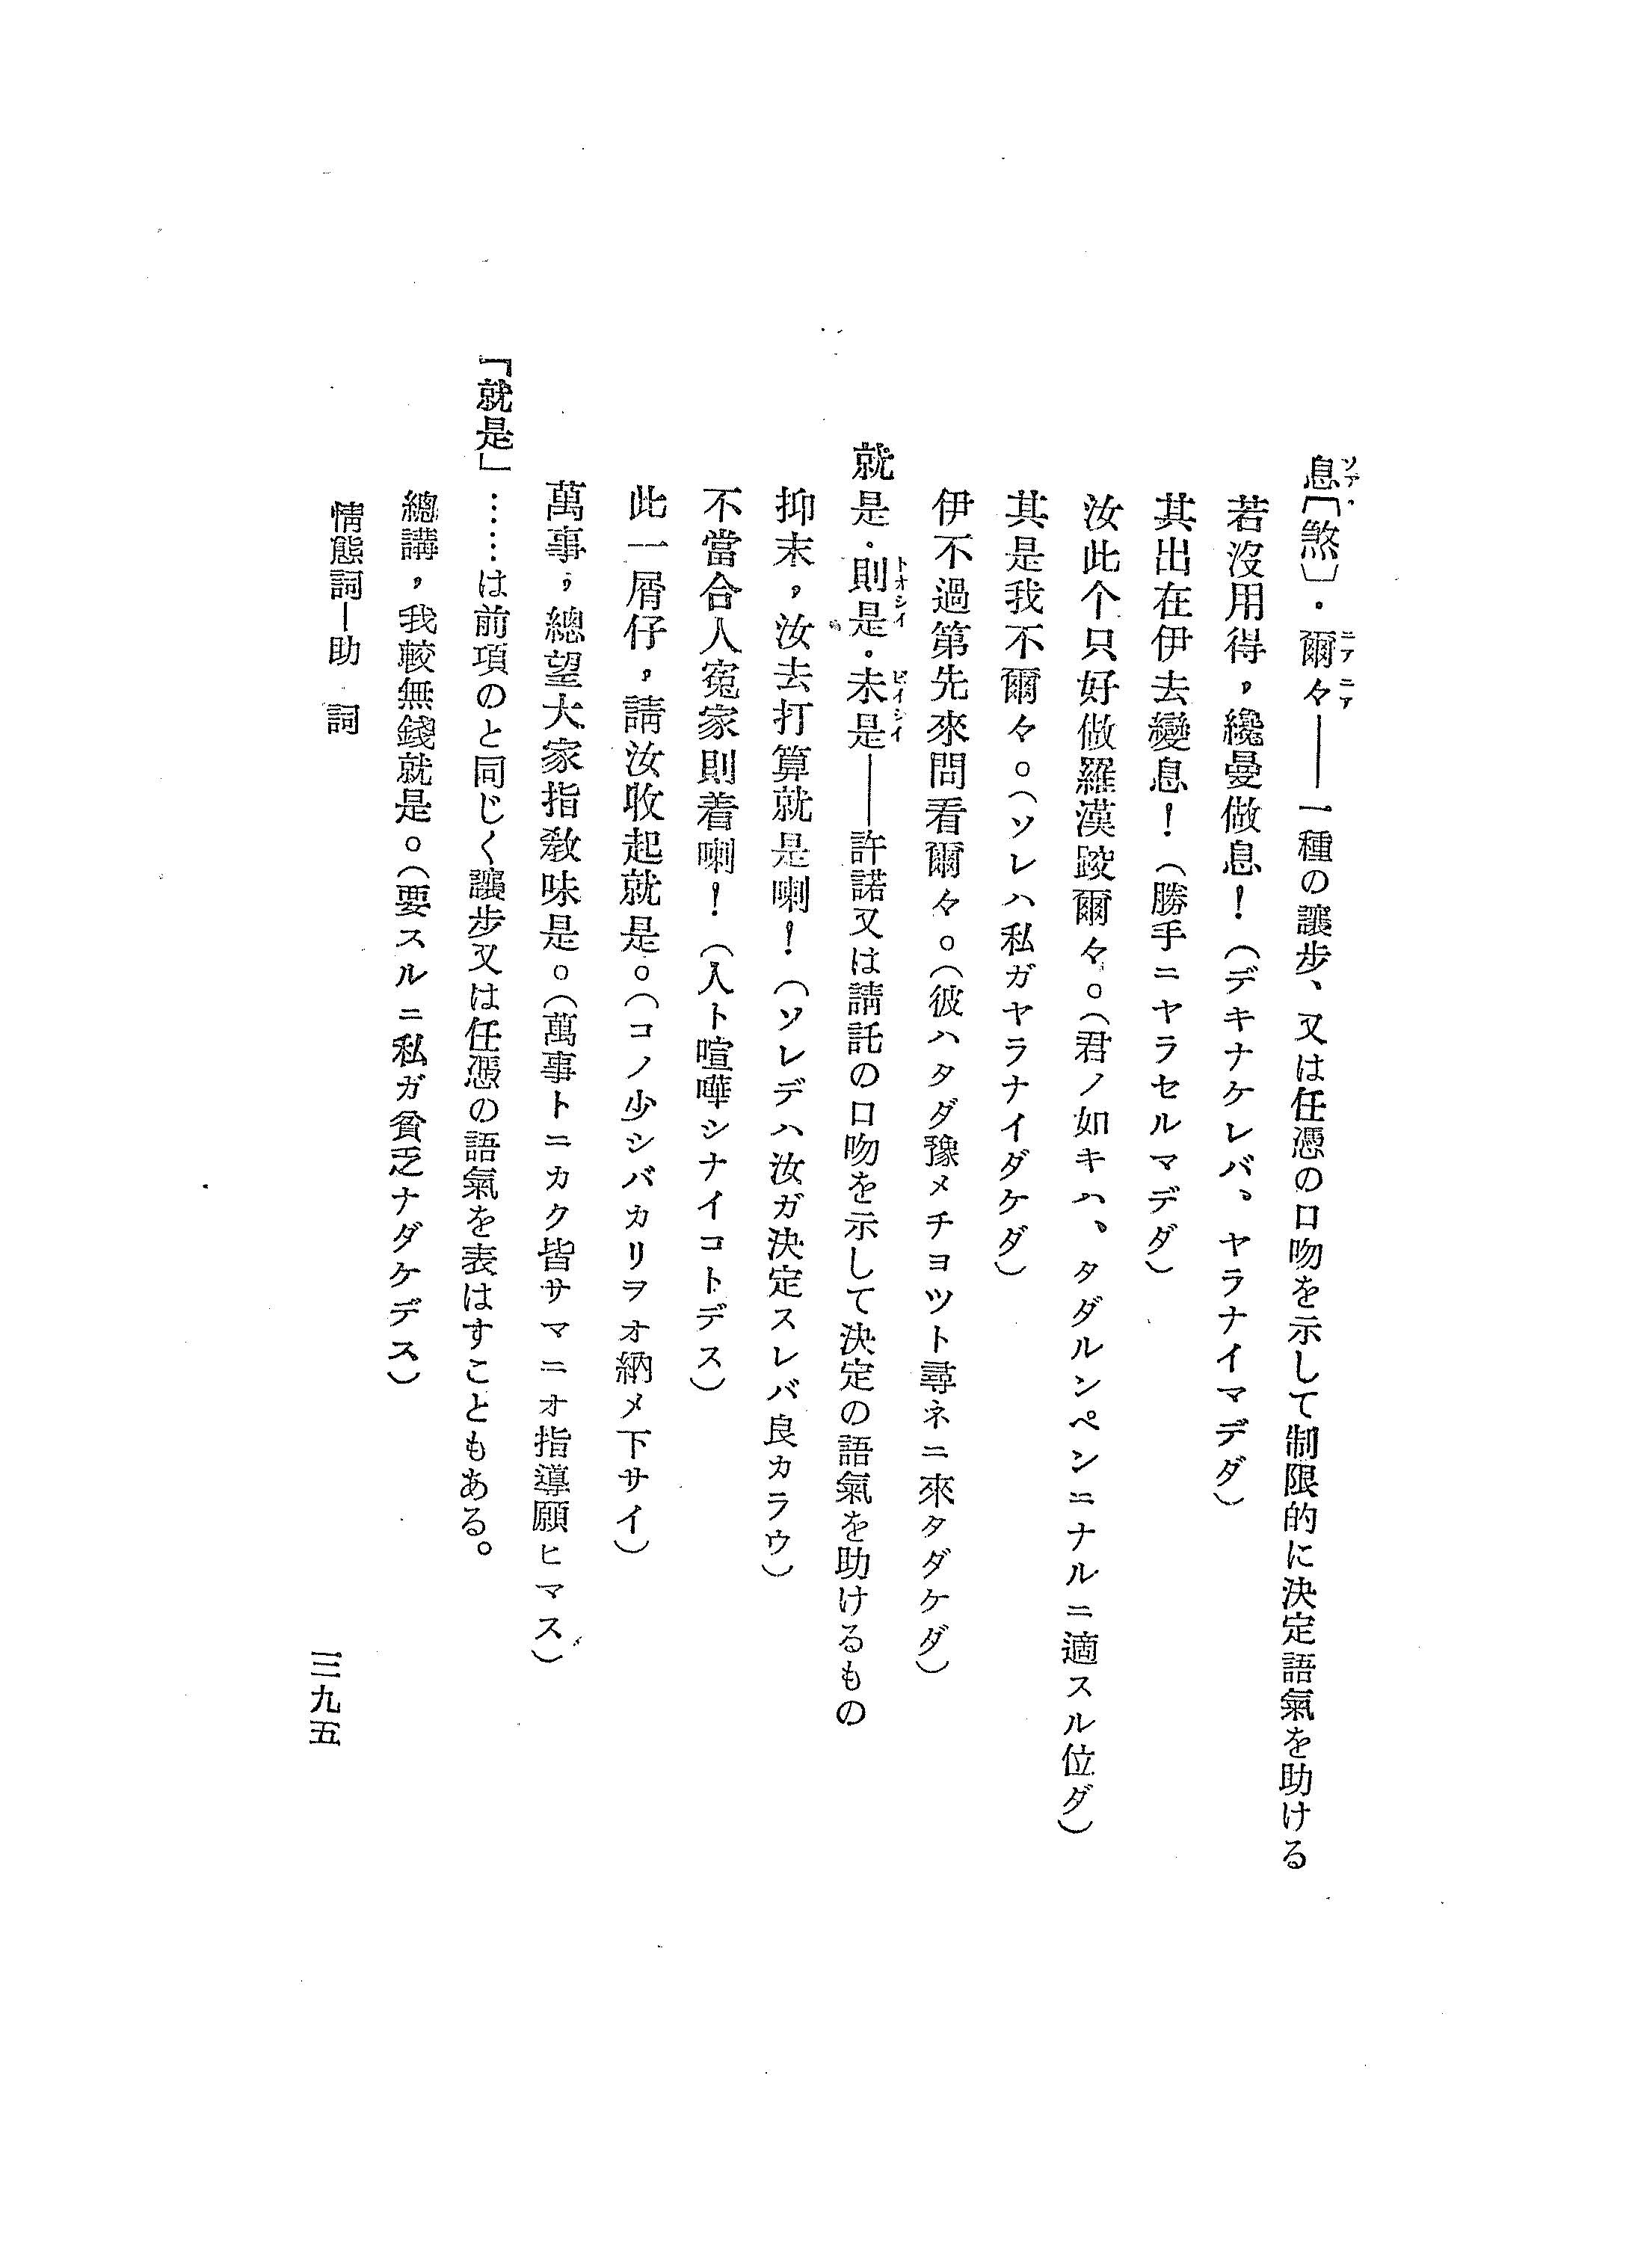 息〔煞〕・爾々――一種の讓步、又は任憑の口吻を示して制限的に決定語氣を助ける
ソァ・
ニアニア
若沒用得，纔曼做息！（デキナケレバ、ヤラナイマデダ）
其出在伊去變息！（勝手ニヤラセルマデダ）
汝此个只好做羅漢跤爾々。（君ノ如キハ、タダルンペンニナルニ適スル位ダ）
其是我不爾々。（ソレハ私ガヤラナイダケダ）
伊不過第先來問看爾々。（彼ハタダ豫メチヨツト尋ネニ來タダケダ）
就是・則是・未是――許諾又は請託の口吻を示して決定の語氣を助けるもの
トオシイ
ビイシイ
抑末，汝去打算就是喇！（ソレデハ汝ガ決定スレバ良カラウ）
不當合人寃家則着喇！（人ト喧嘩シナイコトデス）
此一屑仔，請汝收起就是。（コノ少シバカリヲオ納メ下サイ）
萬事，總望大家指敎味是。（萬事トニカク皆サマニオ指導願ヒマス）
「就是」……は前項のと同じく讓步又は任憑の語氣を表はすこともある。
總講，我較無錢就是。（要スルニ私ガ貧乏ナダケデス）
情態詞―助　詞
三九五